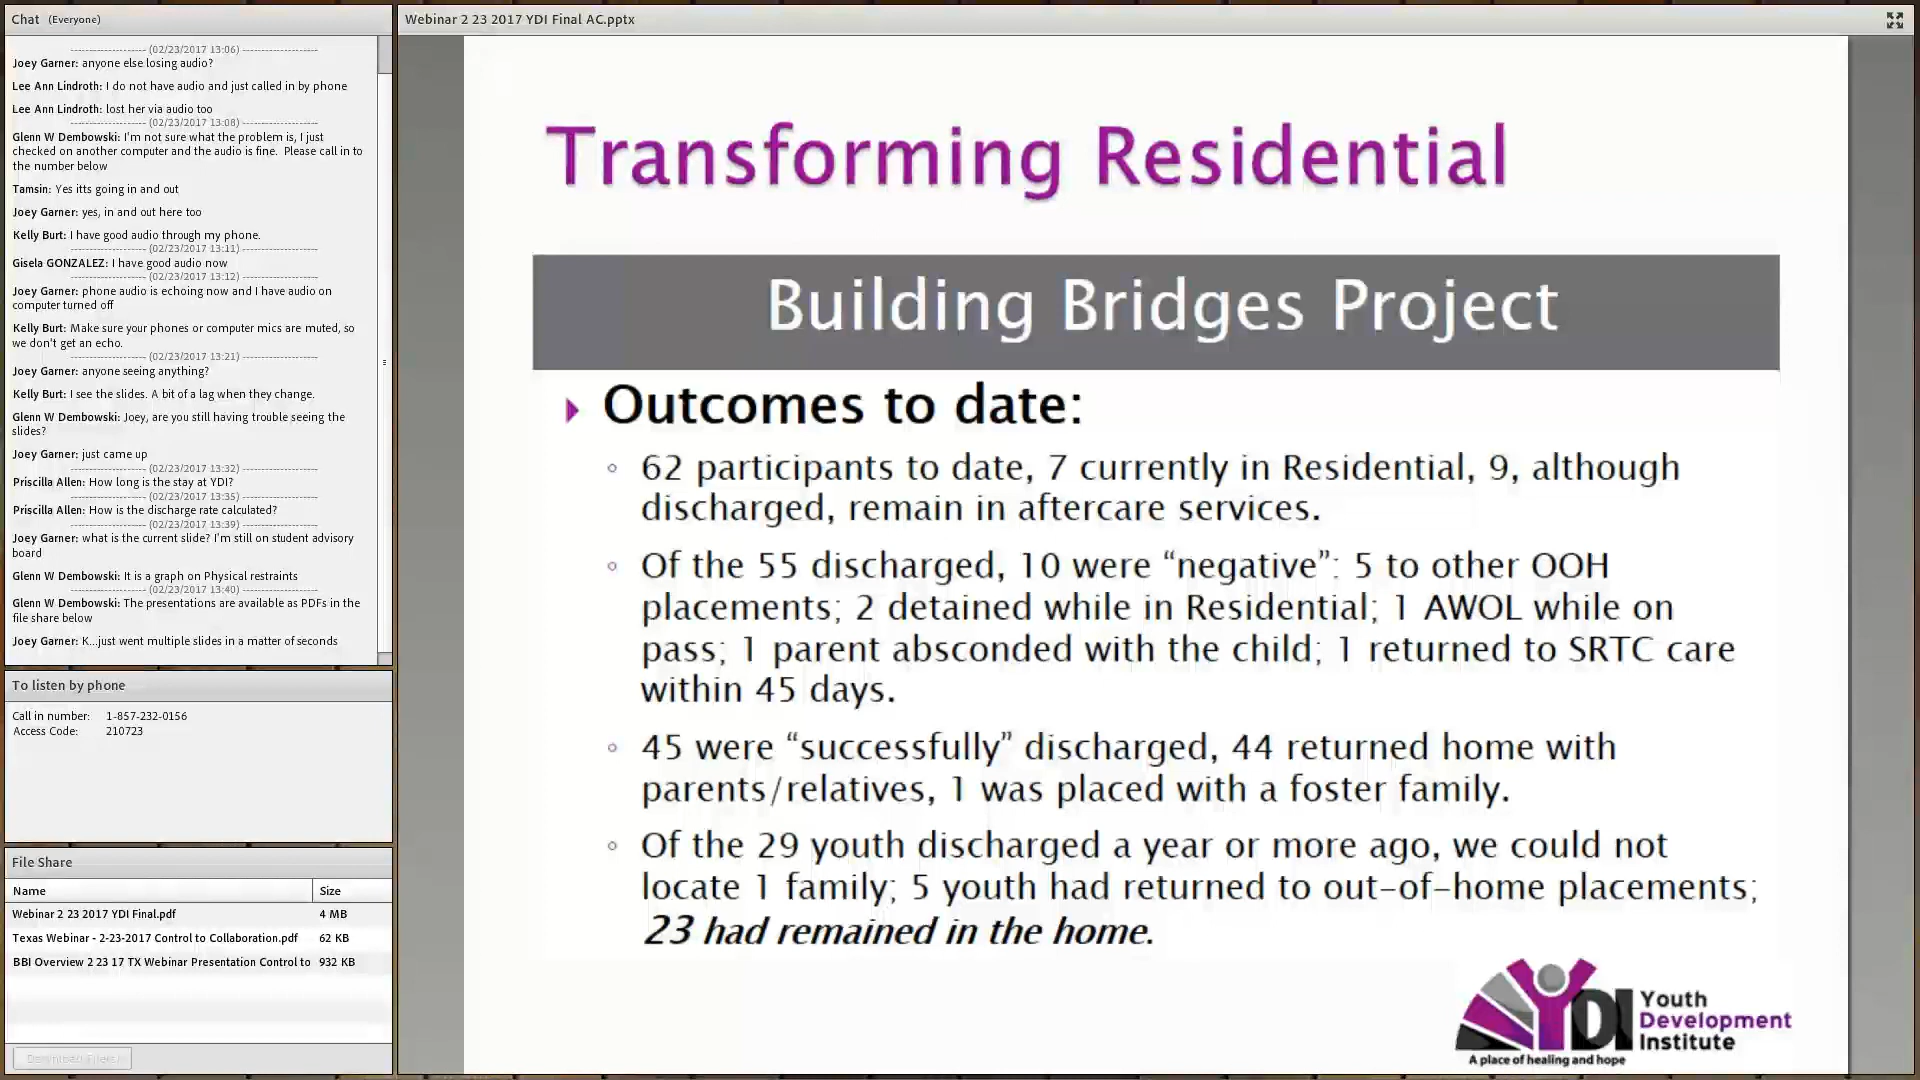 Chat (Everyone)
--------------------- (02/23/2017 13:06) ---------------------
Joey Garner: anyone else losing audio?
Lee Ann Lindroth: I do not have audio and just called in by phone
Lee Ann Lindroth: lost her via audio too
--------------------- (02/23/2017 13:08) ---------------------
Glenn W Dembowski: I'm not sure what the problem is, I just
checked on another computer and the audio is fine. Please call in to
the number below
Tamsin: Yes itts going in and out
Joey Garner: yes, in and out here too
Kelly Burt: I have good audio through my phone.
--------------------- (02/23/2017 13:11) ---------------------
Gisela GONZALEZ: I have good audio now
--------------------- (02/23/2017 13:12) ---------------------
Joey Garner: phone audio is echoing now and I have audio on
computer turned off
Kelly Burt: Make sure your phones or computer mics are muted, so
we don't get an echo.
--------------------- (02/23/2017 13:21) ---------------------
Joey Garner: anyone seeing anything?
Kelly Burt: I see the slides. A bit of a lag when they change.
Glenn W Dembowski: Joey, are you still having trouble seeing the
slides?
Joey Garner: just came up
--------------------- (02/23/2017 13:32) ---------------------
Priscilla Allen: How long is the stay at YDI?
--------------------- (02/23/2017 13:35) ---------------------
Priscilla Allen: How is the discharge rate calculated?
--------------------- (02/23/2017 13:39) ---------------------
Joey Garner: what is the current slide? I'm still on student advisory
board
Glenn W Dembowski: It is a graph on Physical restraints
--------------------- (02/23/2017 13:40) ---------------------
Glenn W Dembowski: The presentations are available as PDFs in the
file share below
Joey Garner: K...just went multiple slides in a matter of seconds
To listen by phone
Call in number: 1-857-232-0156
Access Code: 210723
File Share
Name Size
Webinar 2 23 2017 YDI Final.pdf 4 MB
Texas Webinar - 2-23-2017 Control to Collaboration.pdf 62 KB
BBI Overview 2 23 17 TX Webinar Presentation Control to 932 KB
Download File(s)
Webinar 2 23 2017 YDI Final AC.pptx
Transforming Residential
Building Bridges Project
Outcomes to date:
62 participants to date, 7 currently in Residential, 9, although
discharged, remain in aftercare services.
Of the 55 discharged, 10 were “negative”: 5 to other OOH
placements; 2 detained while in Residential; 1 AWOL while on
pass; 1 parent absconded with the child; 1 returned to SRTC care
within 45 days.
45 were “successfully” discharged, 44 returned home with
parents/relatives, 1 was placed with a foster family.
Of the 29 youth discharged a year or more ago, we could not
locate 1 family; 5 youth had returned to out-of-home placements;
23 had remained in the home.
YDI
Youth
Development
Institute
A place of healing and hope